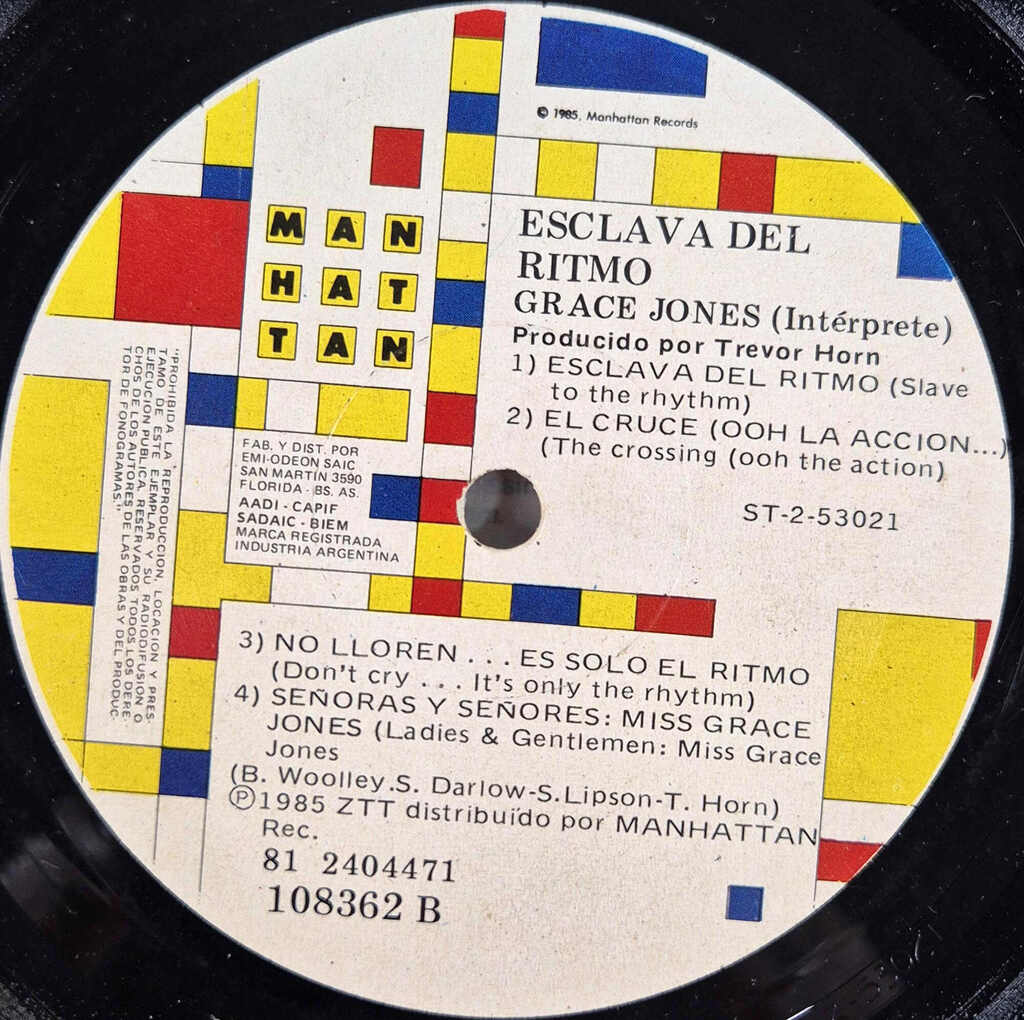 © 1985, Manhattan Records
MAN
HAT
TAN
ESCLAVA DEL
RITMO
GRACE JONES (Intérprete)
Producido por Trevor Horn
1) ESCLAVA DEL RITMO (Slave
to the rhythm)
2) EL CRUCE (OOH LA ACCION...)
(The crossing (ooh the action)
ST-2-53021
FAB. Y DIST. POR
EMI-ODEON SAIC
SAN MARTIN 3590
FLORIDA - BS. AS.
AADI - CAPIF
SADAIC - BIEM
MARCA REGISTRADA
INDUSTRIA ARGENTINA
"PROHIBIDA LA REPRODUCCION, LOCACION Y PRES-
TAMO DE ESTE EJEMPLAR Y SU RADIODIFUSION O
EJECUCION PUBLICA. RESERVADOS TODOS LOS DERE-
CHOS DE LOS AUTORES DE LAS OBRAS Y DEL PRODUC-
TOR DE FONOGRAMAS."
3) NO LLOREN ... ES SOLO EL RITMO
(Don't cry ... It's only the rhythm)
4) SEÑORAS Y SEÑORES: MISS GRACE
JONES (Ladies & Gentlemen: Miss Grace
Jones
(B. Woolley.S. Darlow-S.Lipson-T. Horn)
℗1985 ZTT distribuído por MANHATTAN
Rec.
81 2404471
108362 B